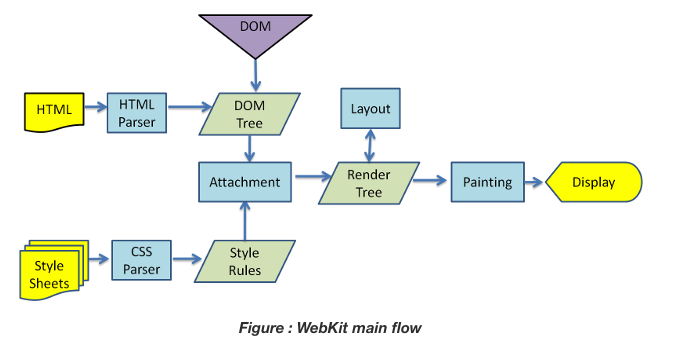 DOM
HTML
HTML
Parser
DOM
Tree
Layout
Attachment
Render
Tree
Painting
Display
Style
Sheets
CSS
Parser
Style
Rules
Figure : WebKit main flow